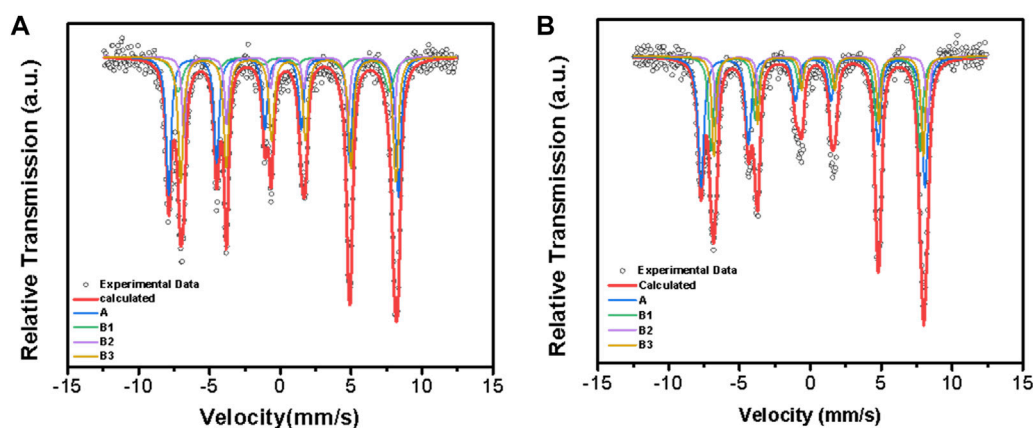 A
Relative Transmission (a.u.)
Experimental Data
calculated
A
B1
B2
B3
-15 -10 -5 0 5 10 15
Velocity(mm/s)
B
Relative Transmission (a.u.)
Experimental Data
Calculated
A
B1
B2
B3
-15 -10 -5 0 5 10 15
Velocity (mm/s)